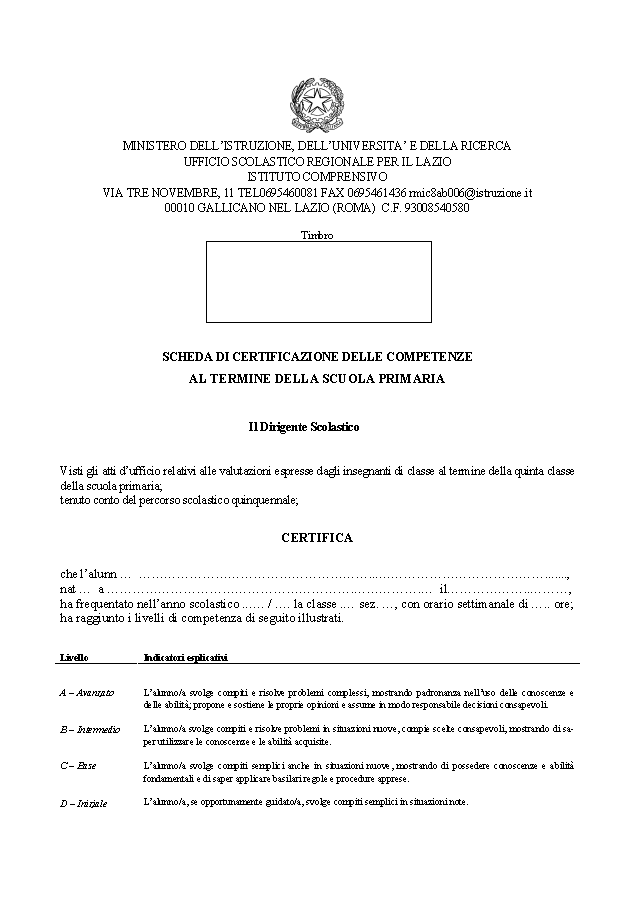 MINISTERO DELL'ISTRUZIONE, DELL'UNIVERSITA' E DELLA RICERCA
UFFICIO SCOLASTICO REGIONALE PER IL LAZIO
ISTITUTO COMPRENSIVO
VIA TRE NOVEMBRE, 11 TEL0695460081 FAX 0695461436 rmic8ab006@istruzione.it
00010 GALLICANO NEL LAZIO (ROMA) C.F. 93008540580
Timbro
SCHEDA DI CERTIFICAZIONE DELLE COMPETENZE
AL TERMINE DELLA SCUOLA PRIMARIA
Il Dirigente Scolastico
Visti gli atti d'ufficio relativi alle valutazioni espresse dagli insegnanti di classe al termine della quinta classe
della scuola primaria;
tenuto conto del percorso scolastico quinquennale;
CERTIFICA
che l'alunn … …………………………………………………...………………………………….......,
nat … a ………………………………………………….……………….… il………………………,
ha frequentato nell'anno scolastico ...… / …. la classe .… sez. …, con orario settimanale di ….. ore;
ha raggiunto i livelli di competenza di seguito illustrati.
Livello Indicatori esplicativi
A – Avanzato L'alunno/a svolge compiti e risolve problemi complessi, mostrando padronanza nell'uso delle conoscenze e
delle abilità; propone e sostiene le proprie opinioni e assume in modo responsabile decisioni consapevoli.
B – Intermedio L'alunno/a svolge compiti e risolve problemi in situazioni nuove, compie scelte consapevoli, mostrando di sa-
per utilizzare le conoscenze e le abilità acquisite.
C – Base L'alunno/a svolge compiti semplici anche in situazioni nuove, mostrando di possedere conoscenze e abilità
fondamentali e di saper applicare basilari regole e procedure apprese.
D – Iniziale L'alunno/a, se opportunamente guidato/a, svolge compiti semplici in situazioni note.